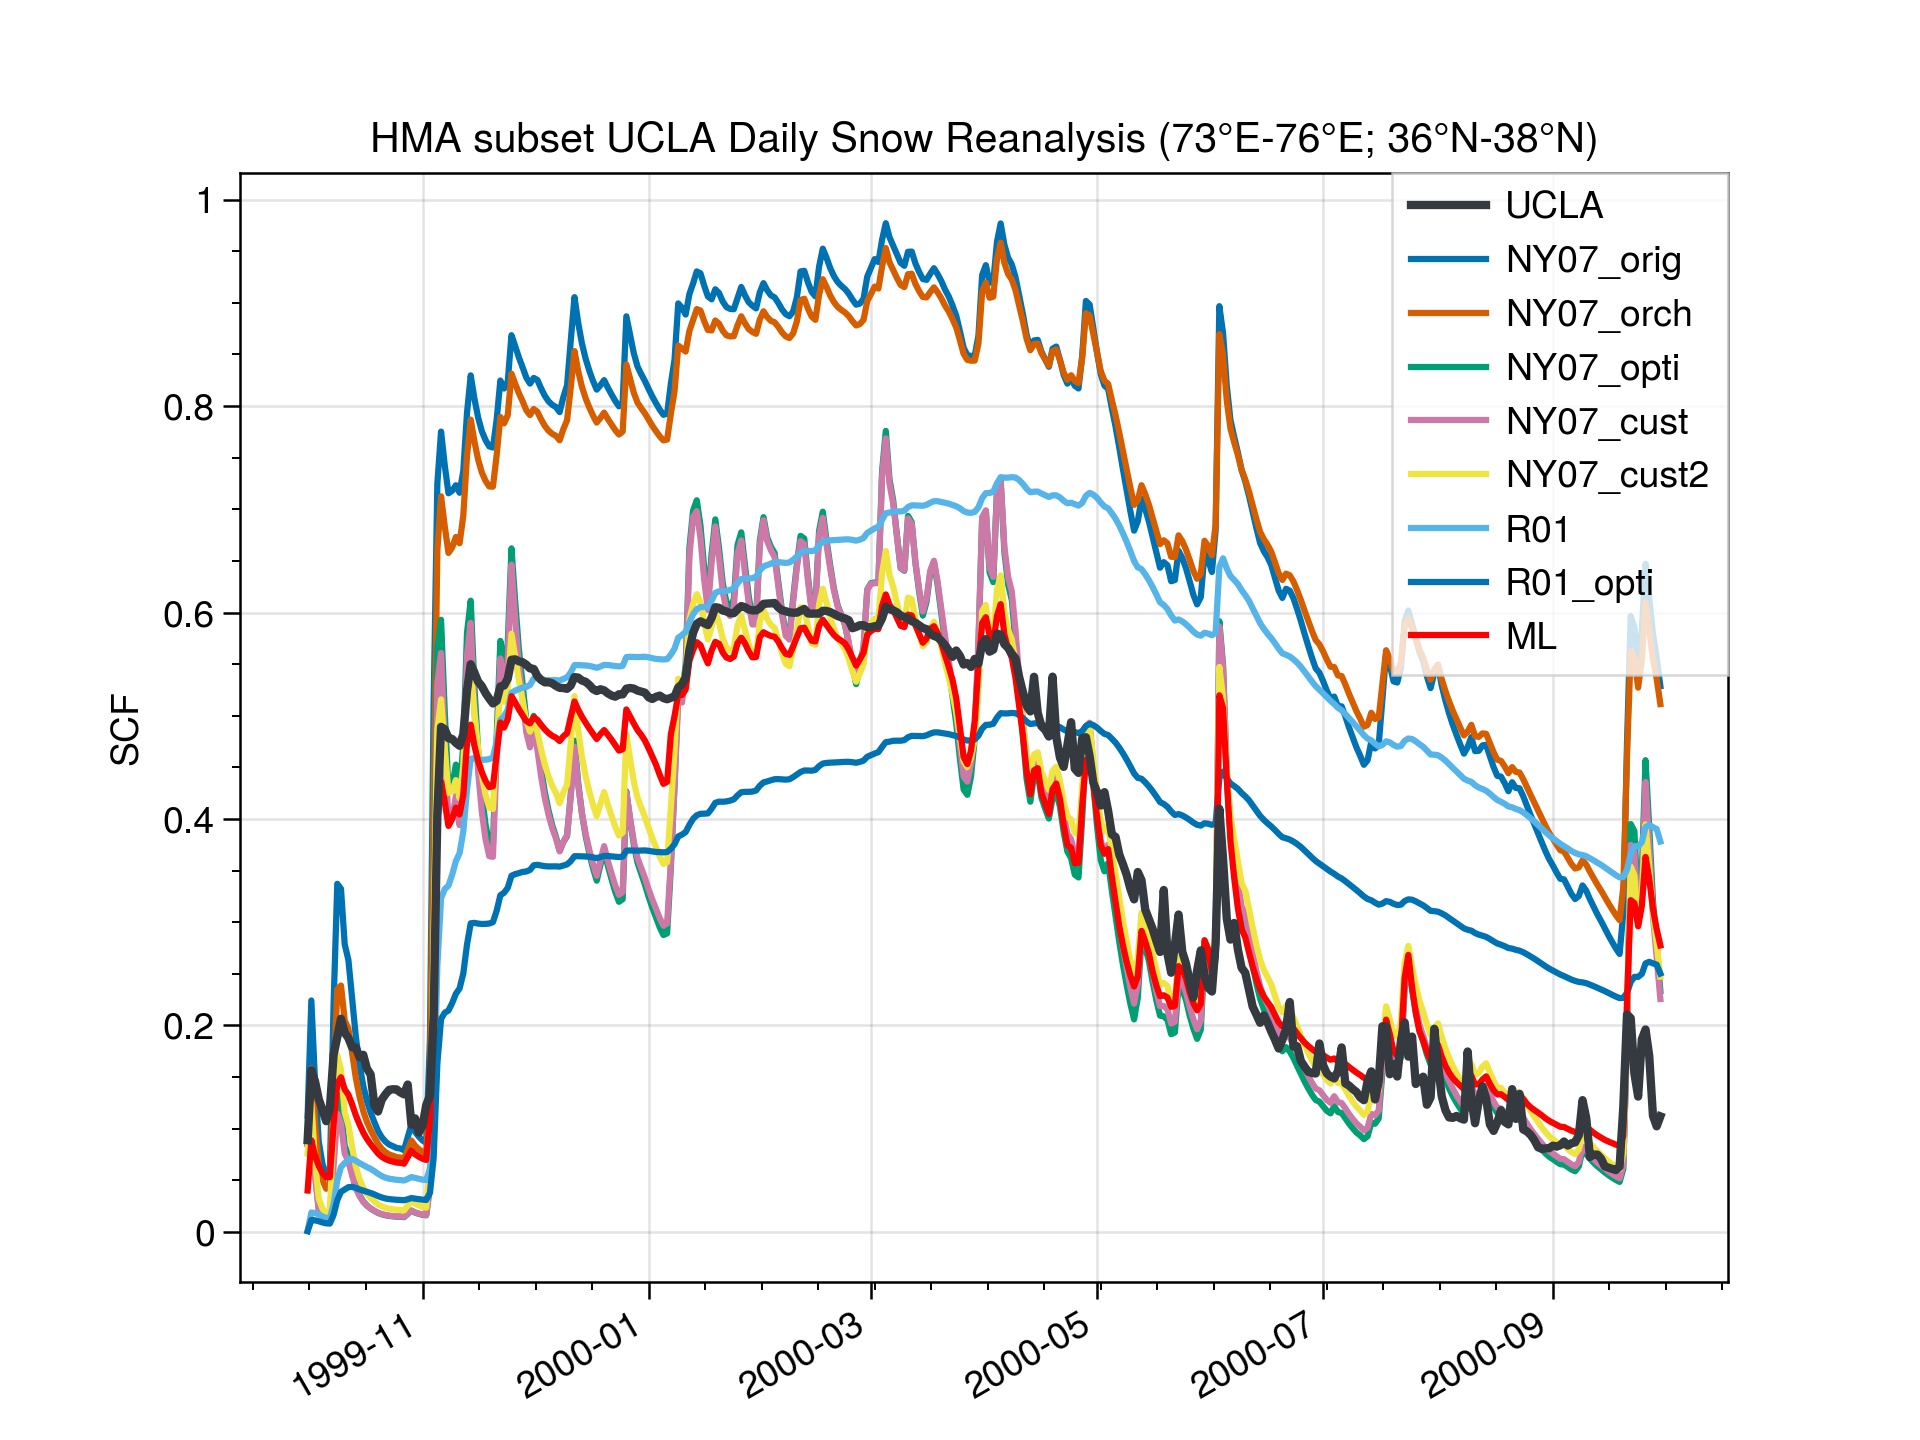 HMA subset UCLA Daily Snow Reanalysis (73°E-76°E; 36°N-38°N)
1
0.8
0.6
0.4
0.2
0
SCF
UCLA
NY07_orig
NY07_orch
NY07_opti
NY07_cust
NY07_cust2
R01
R01_opti
ML
1999-11
2000-01
2000-03
2000-05
2000-07
2000-09